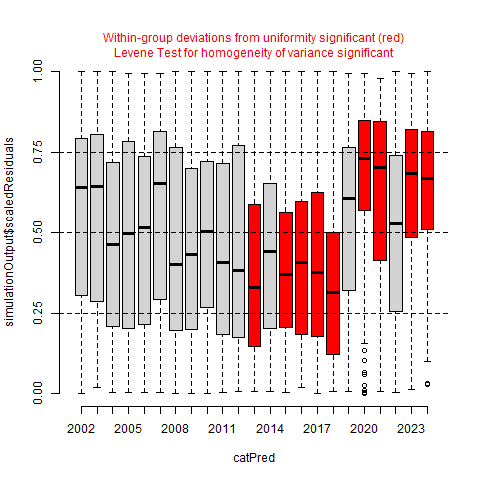 Within-group deviations from uniformity significant (red)
Levene Test for homogeneity of variance significant
simulationOutput$scaledResiduals
1.00
0.75
0.50
0.25
0.00
2002 2005 2008 2011 2014 2017 2020 2023
catPred